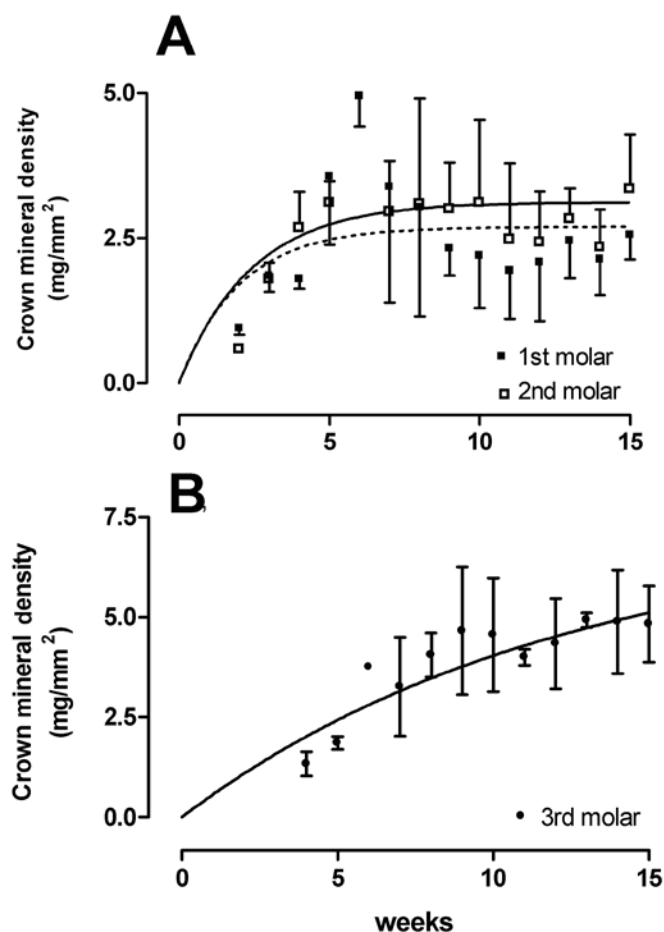 A
Crown mineral density
(mg/mm²)
5.0
2.5
0.0
1st molar
2nd molar
0 5 10 15
B,
Crown mineral density
(mg/mm²)
7.5
5.0
2.5
0.0
3rd molar
0 5 10 15
weeks